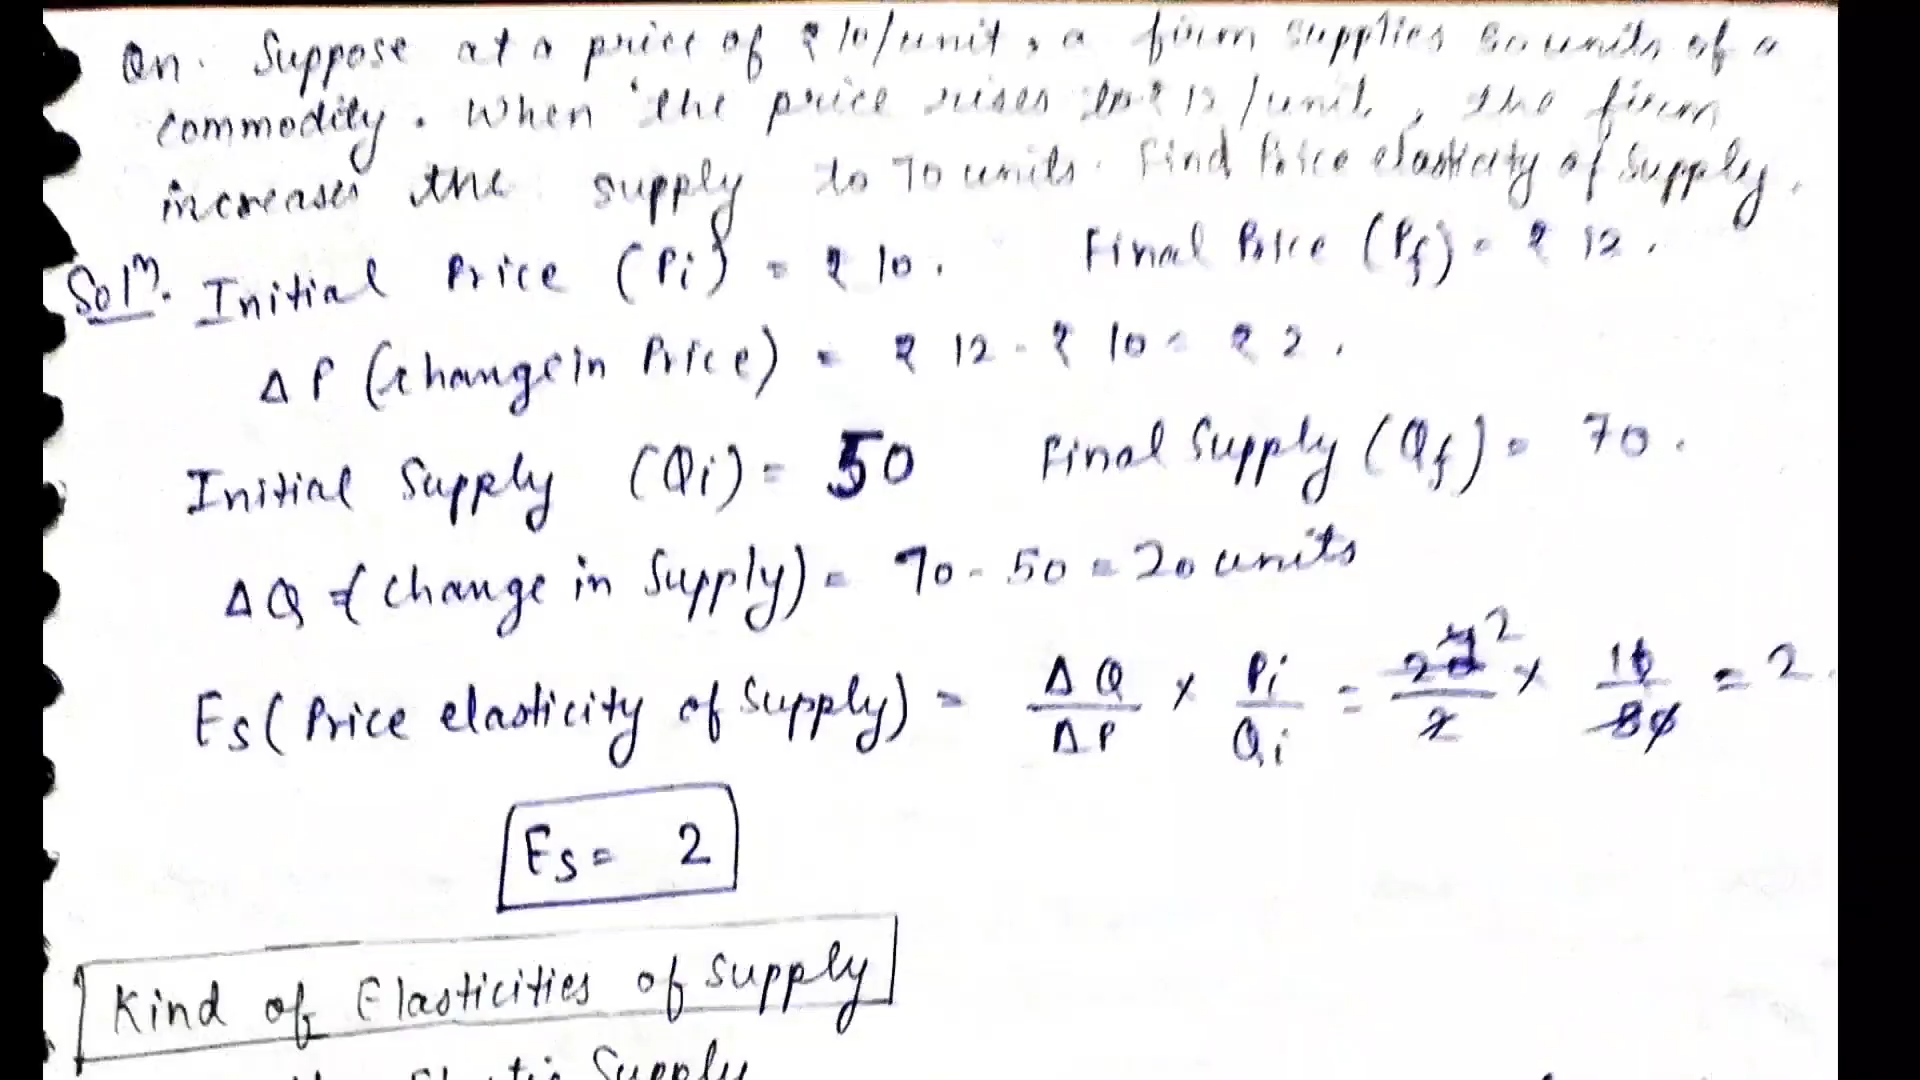 Qn. Suppose at a price of ₹ 10/unit, a firm supplies 50 units of a
commodity. When the price rises to ₹ 12/unit, the firm
increases the supply to 70 units. Find Price elasticity of Supply.
Solⁿ. Initial Price (Pi) = ₹ 10. Final Price (Pf) = ₹ 12.
ΔP (change in Price) = ₹ 12 - ₹ 10 = ₹ 2.
Initial Supply (Qi) = 50 Final Supply (Qf) = 70.
ΔQ (change in Supply) = 70 - 50 = 20 units
Es (Price elasticity of Supply) = ΔQ/ΔP × Pi/Qi = 20/2 × 10/50 = 2
Es = 2
Kind of Elasticities of Supply
Supply